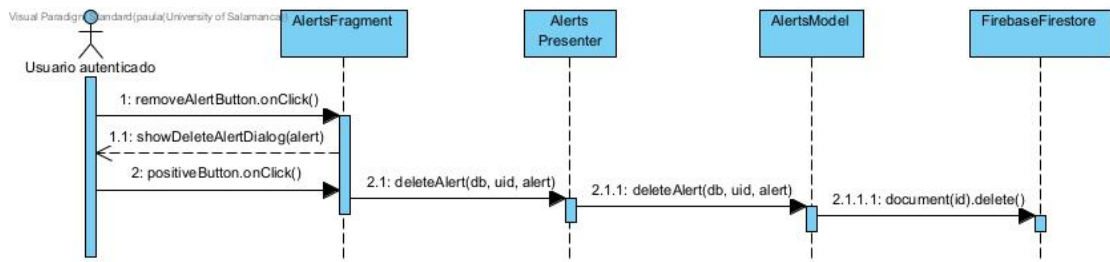 Visual Paradigm Standard(paula(University of Salamanca))
AlertsFragment
Alerts
Presenter
AlertsModel
FirebaseFirestore
Usuario autenticado
1: removeAlertButton.onClick()
1.1: showDeleteAlertDialog(alert)
2: positiveButton.onClick()
2.1: deleteAlert(db, uid, alert)
2.1.1: deleteAlert(db, uid, alert)
2.1.1.1: document(id).delete()